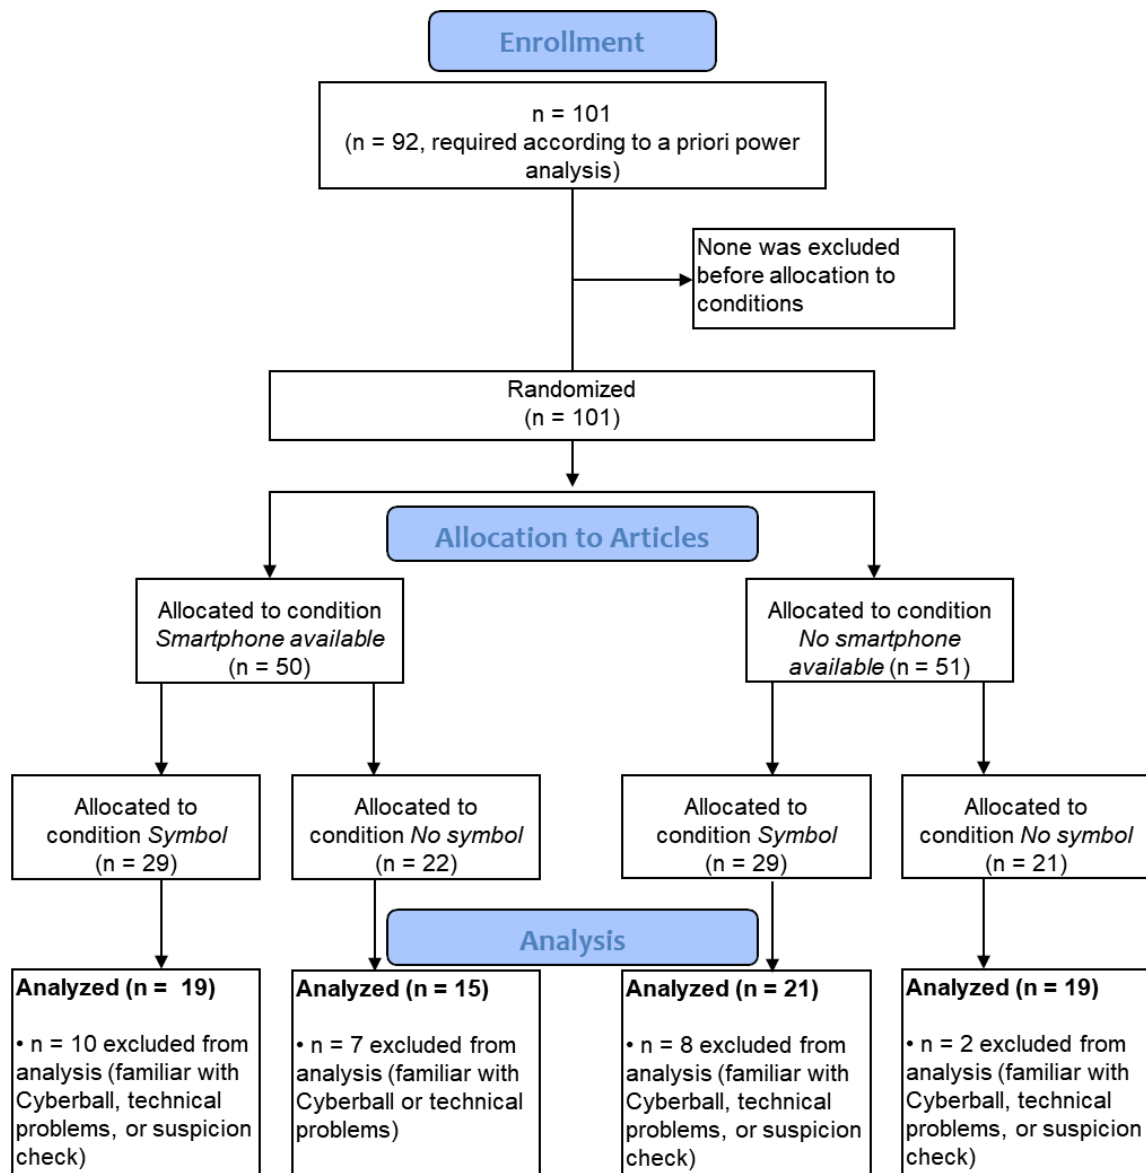 Enrollment
n = 101
(n = 92, required according to a priori power
analysis)
None was excluded
before allocation to
conditions
Randomized
(n = 101)
Allocation to Articles
Allocated to condition
Smartphone available
(n = 50)
Allocated to condition
No smartphone
available (n = 51)
Allocated to
condition Symbol
(n = 29)
Allocated to
condition No symbol
(n = 22)
Allocated to
condition Symbol
(n = 29)
Allocated to
condition No symbol
(n = 21)
Analysis
Analyzed (n = 19)
• n = 10 excluded from
analysis (familiar with
Cyberball, technical
problems, or suspicion
check)
Analyzed (n = 15)
• n = 7 excluded from
analysis (familiar with
Cyberball or technical
problems)
Analyzed (n = 21)
• n = 8 excluded from
analysis (familiar with
Cyberball, technical
problems, or suspicion
check)
Analyzed (n = 19)
• n = 2 excluded from
analysis (familiar with
Cyberball, technical
problems, or suspicion
check)